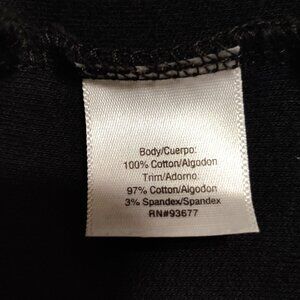 Body/Cuerpo:
100% Cotton/Algodon
Trim/Adorno:
97% Cotton/Algodon
3% Spandex/Spandex
RN#93677